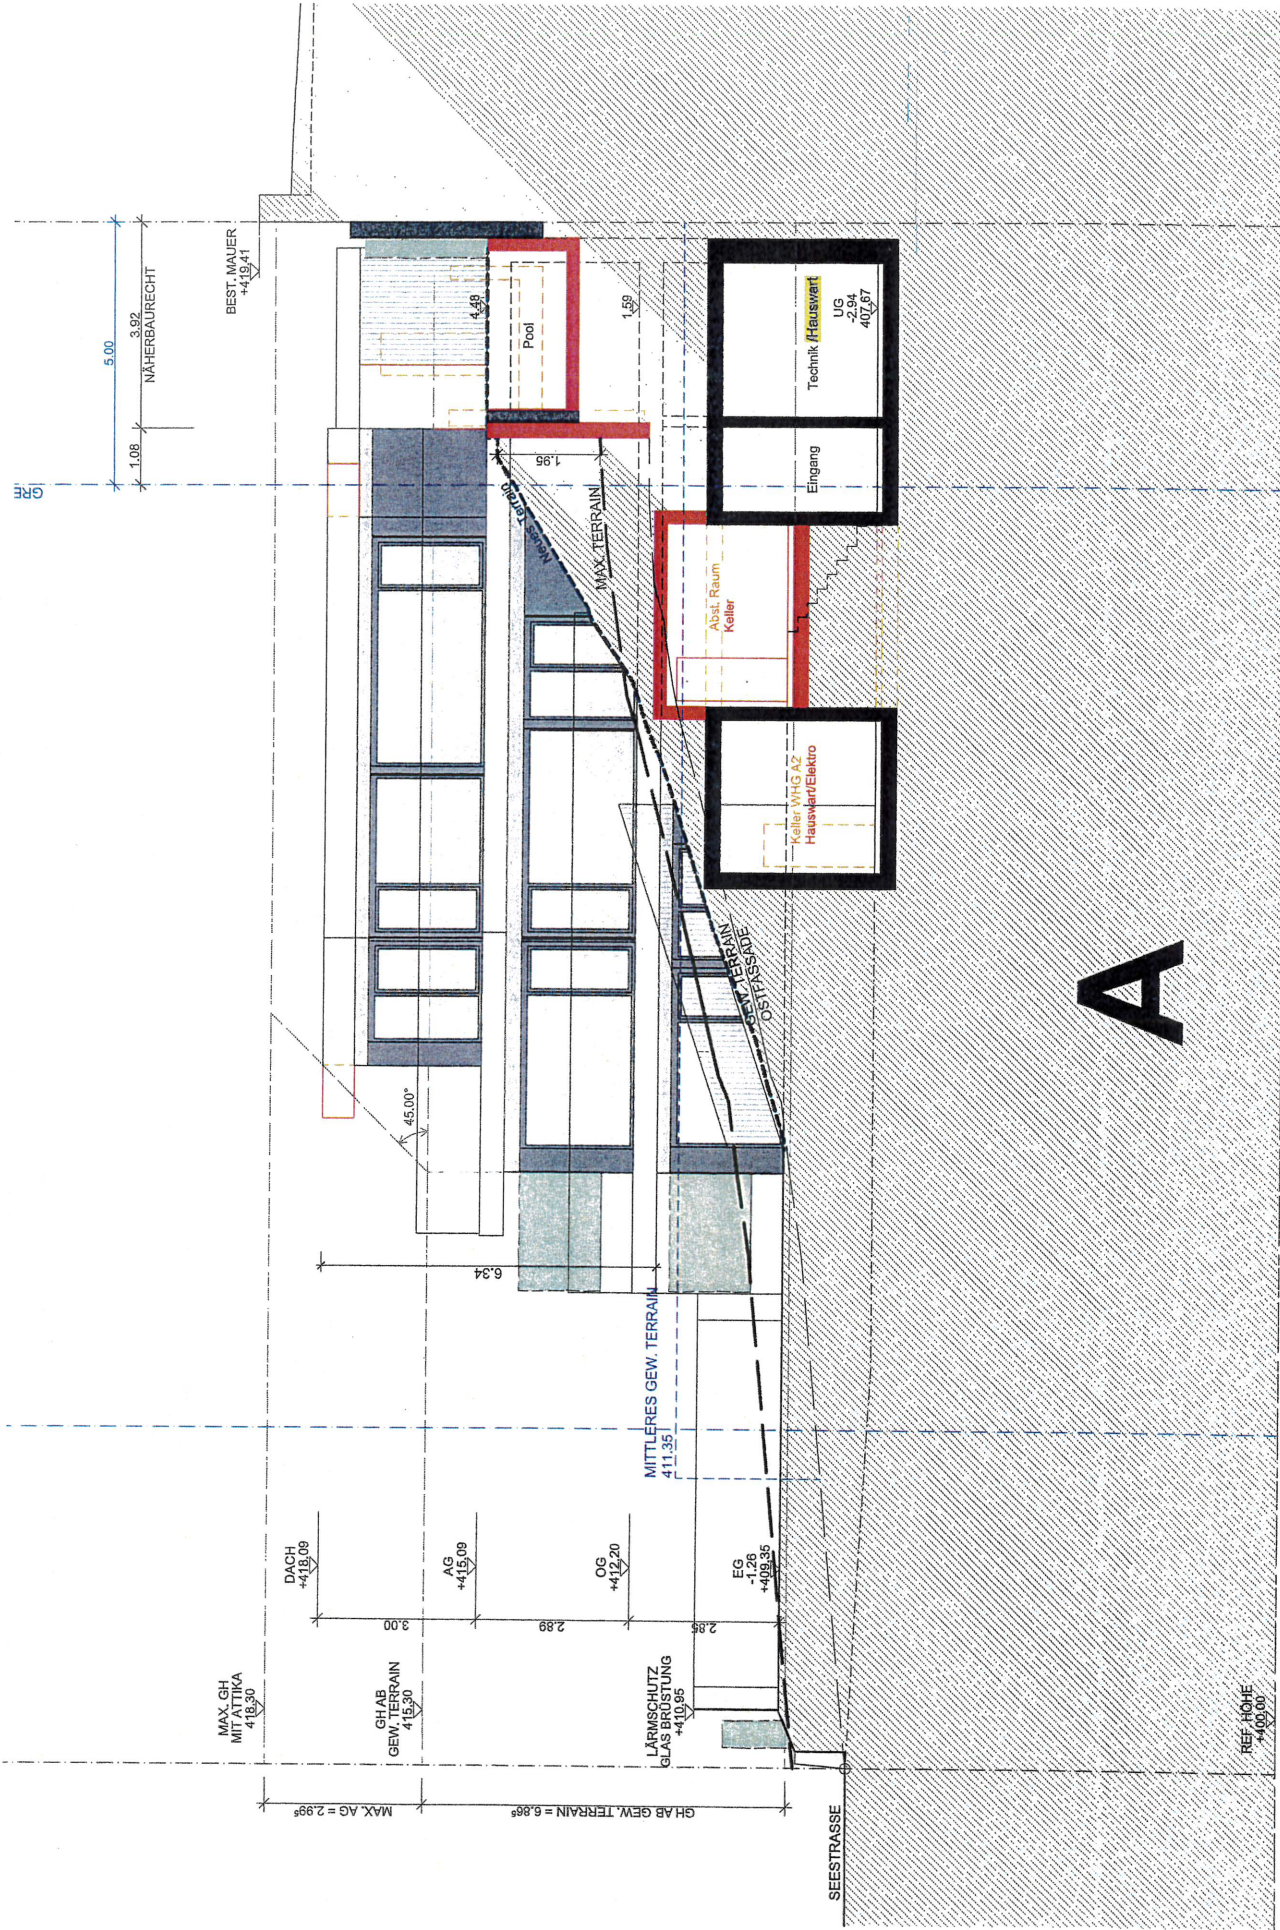 MAX. GH
MIT ATTIKA
418.30
GH AB
GEW. TERRAIN
415.30
LÄRMSCHUTZ
GLAS BRÜSTUNG
+410.95
SEESTRASSE
REF. HÖHE
+400.00
MAX. AG = 2.99⁵
GH AB GEW. TERRAIN = 6.86⁵
DACH
+418.09
AG
+415.09
OG
+412.20
EG
-1.26
+409.35
3.00
2.89
2.85
MITTLERES GEW. TERRAIN
411.35
6.34
45.00°
GEW. TERRAIN
OSTFASSADE
A
Keller WHG A2
Hauswart/Elektro
Abst. Raum
Keller
MAX. TERRAIN
Neues Terrain
1.95
GRE
5.00
1.08
3.92
NÄHERBAURECHT
BEST. MAUER
+419.41
4.48
Pool
1.59
Eingang
Technik /Hauswart
UG
-2.94
407.67